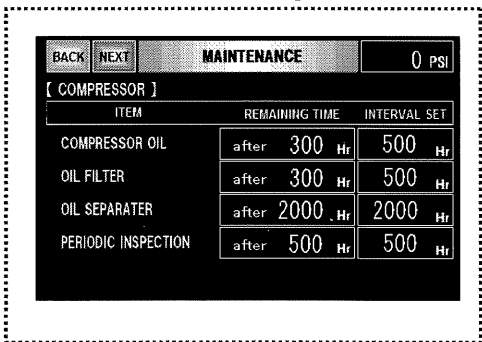 BACK NEXT MAINTENANCE 0 PSI
[ COMPRESSOR ]
ITEM REMAINING TIME INTERVAL SET
COMPRESSOR OIL after 300 Hr 500 Hr
OIL FILTER after 300 Hr 500 Hr
OIL SEPARATER after 2000 Hr 2000 Hr
PERIODIC INSPECTION after 500 Hr 500 Hr